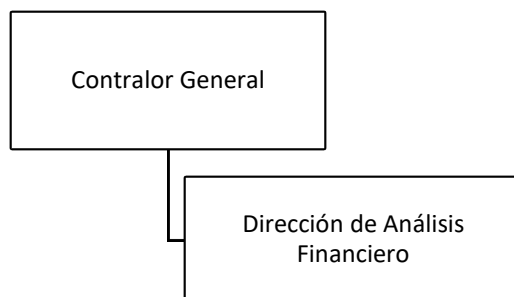 Contralor General
Dirección de Análisis
Financiero